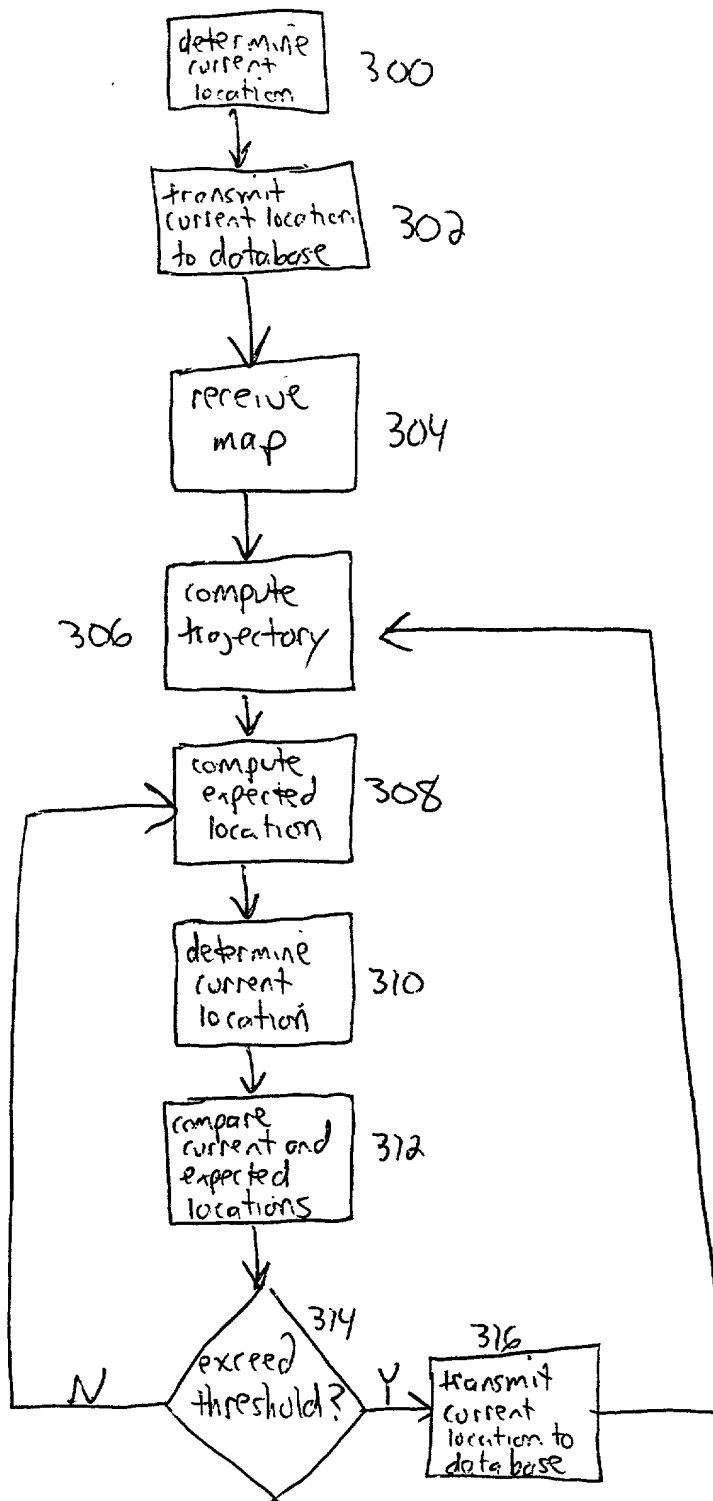 determine
current
location
300
transmit
current location
to database
302
receive
map
304
compute
trajectory
306
compute
expected
location
308
determine
current
location
310
compare
current and
expected
locations
312
314
exceed
threshold?
N
Y
316
transmit
current
location to
database